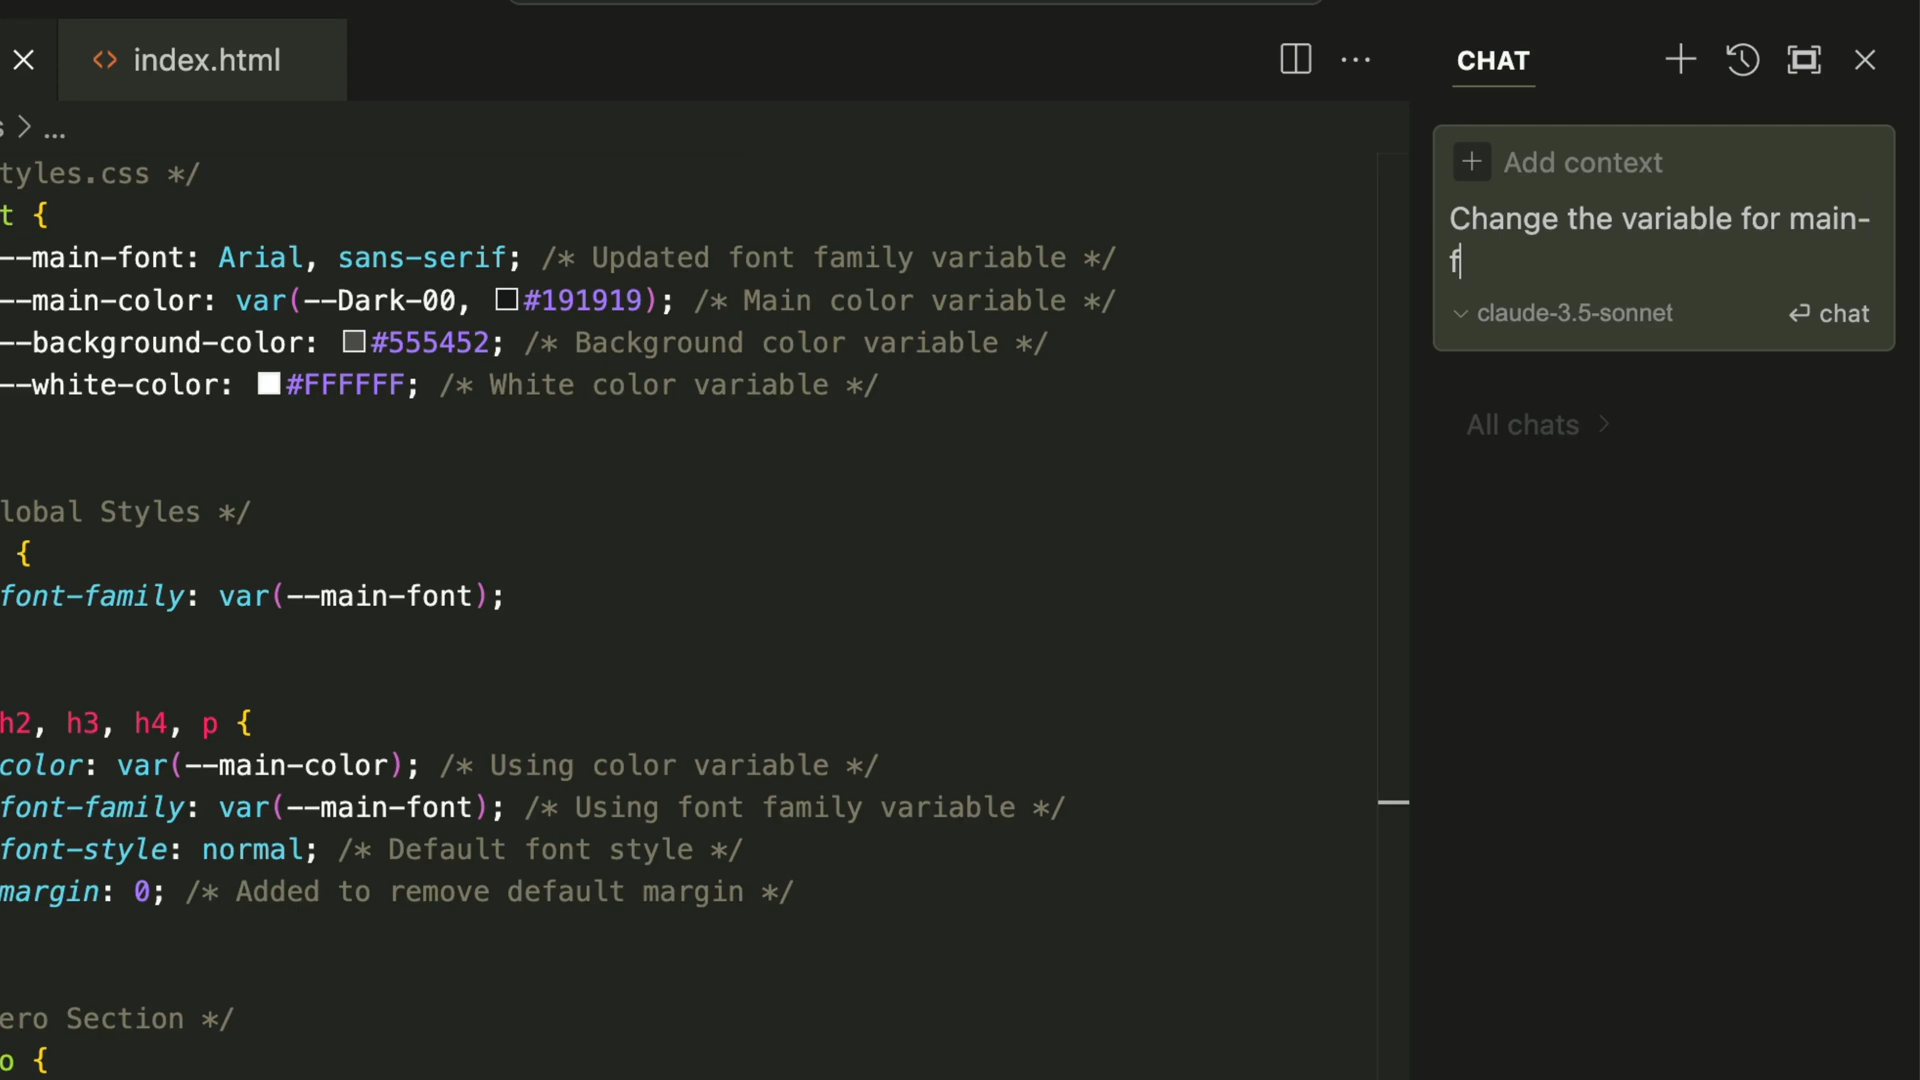 index.html
CHAT
s > ...
tyles.css */
t {
--main-font: Arial, sans-serif; /* Updated font family variable */
--main-color: var(--Dark-00, #191919); /* Main color variable */
--background-color: #555452; /* Background color variable */
--white-color: #FFFFFF; /* White color variable */
lobal Styles */
{
font-family: var(--main-font);
h2, h3, h4, p {
color: var(--main-color); /* Using color variable */
font-family: var(--main-font); /* Using font family variable */
font-style: normal; /* Default font style */
margin: 0; /* Added to remove default margin */
ero Section */
o {
Add context
Change the variable for main-
f
claude-3.5-sonnet
chat
All chats >